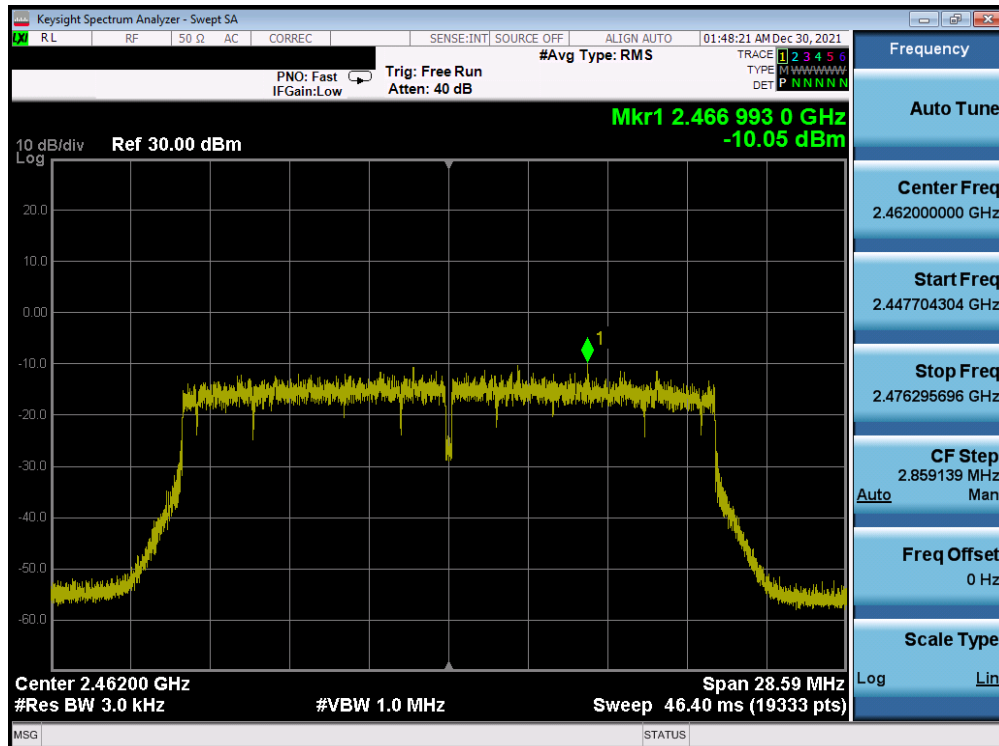 Keysight Spectrum Analyzer - Swept SA
LXI RL RF 50 Ω AC CORREC SENSE:INT SOURCE OFF ALIGN AUTO 01:48:21 AM Dec 30, 2021
#Avg Type: RMS TRACE 1 2 3 4 5 6
PNO: Fast Trig: Free Run TYPE M WWWWW
IFGain:Low Atten: 40 dB DET P N N N N N
Mkr1 2.466 993 0 GHz
-10.05 dBm
10 dB/div Ref 30.00 dBm
Log
20.0
10.0
0.00
-10.0
1
-20.0
-30.0
-40.0
-50.0
-60.0
Center 2.46200 GHz Span 28.59 MHz
#Res BW 3.0 kHz #VBW 1.0 MHz Sweep 46.40 ms (19333 pts)
MSG STATUS
Frequency
Auto Tune
Center Freq
2.462000000 GHz
Start Freq
2.447704304 GHz
Stop Freq
2.476295696 GHz
CF Step
2.859139 MHz
Auto Man
Freq Offset
0 Hz
Scale Type
Log Lin